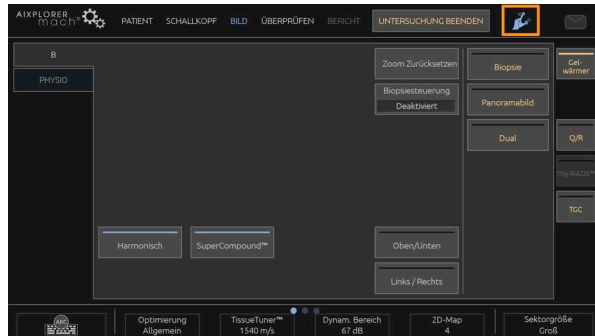 AIXPLORER
mach
PATIENT SCHALLKOPF BILD ÜBERPRÜFEN BERICHT UNTERSUCHUNG BEENDEN
B
PHYSIO
Zoom Zurücksetzen
Biopsiesteuerung
Deaktiviert
Biopsie
Panoramabild
Dual
Gel-
wärmer
Q/R
Thy-RADS™
TGC
Harmonisch
SuperCompound™
Oben/Unten
Links / Rechts
ABC
Optimierung
Allgemein
TissueTuner™
1540 m/s
Dynam. Bereich
67 dB
2D-Map
4
Sektorgröße
Groß